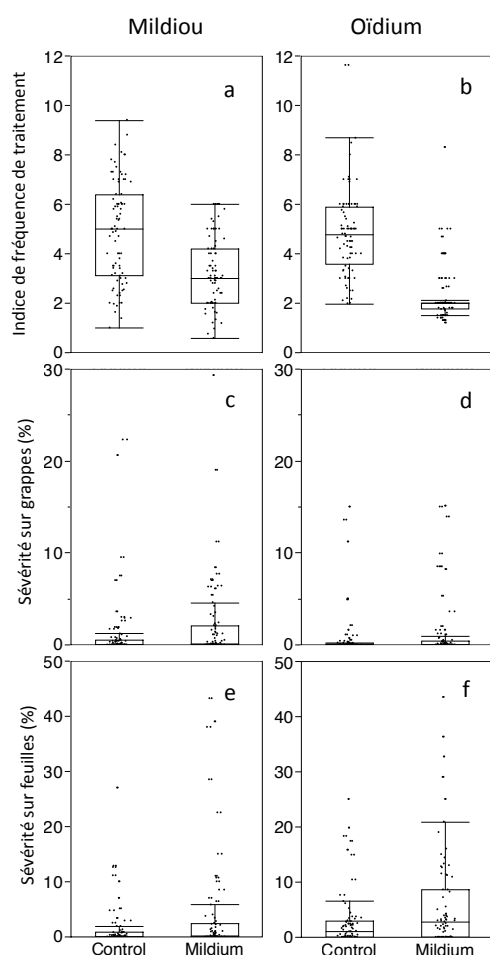 Mildiou Oïdium
Indice de fréquence de traitement
12 12
10 10
8 8
6 6
4 4
2 2
0 0
a b
Sévérité sur grappes (%)
30 30
20 20
10 10
0 0
c d
Sévérité sur feuilles (%)
50 50
40 40
30 30
20 20
10 10
0 0
e f
Control Mildium Control Mildium